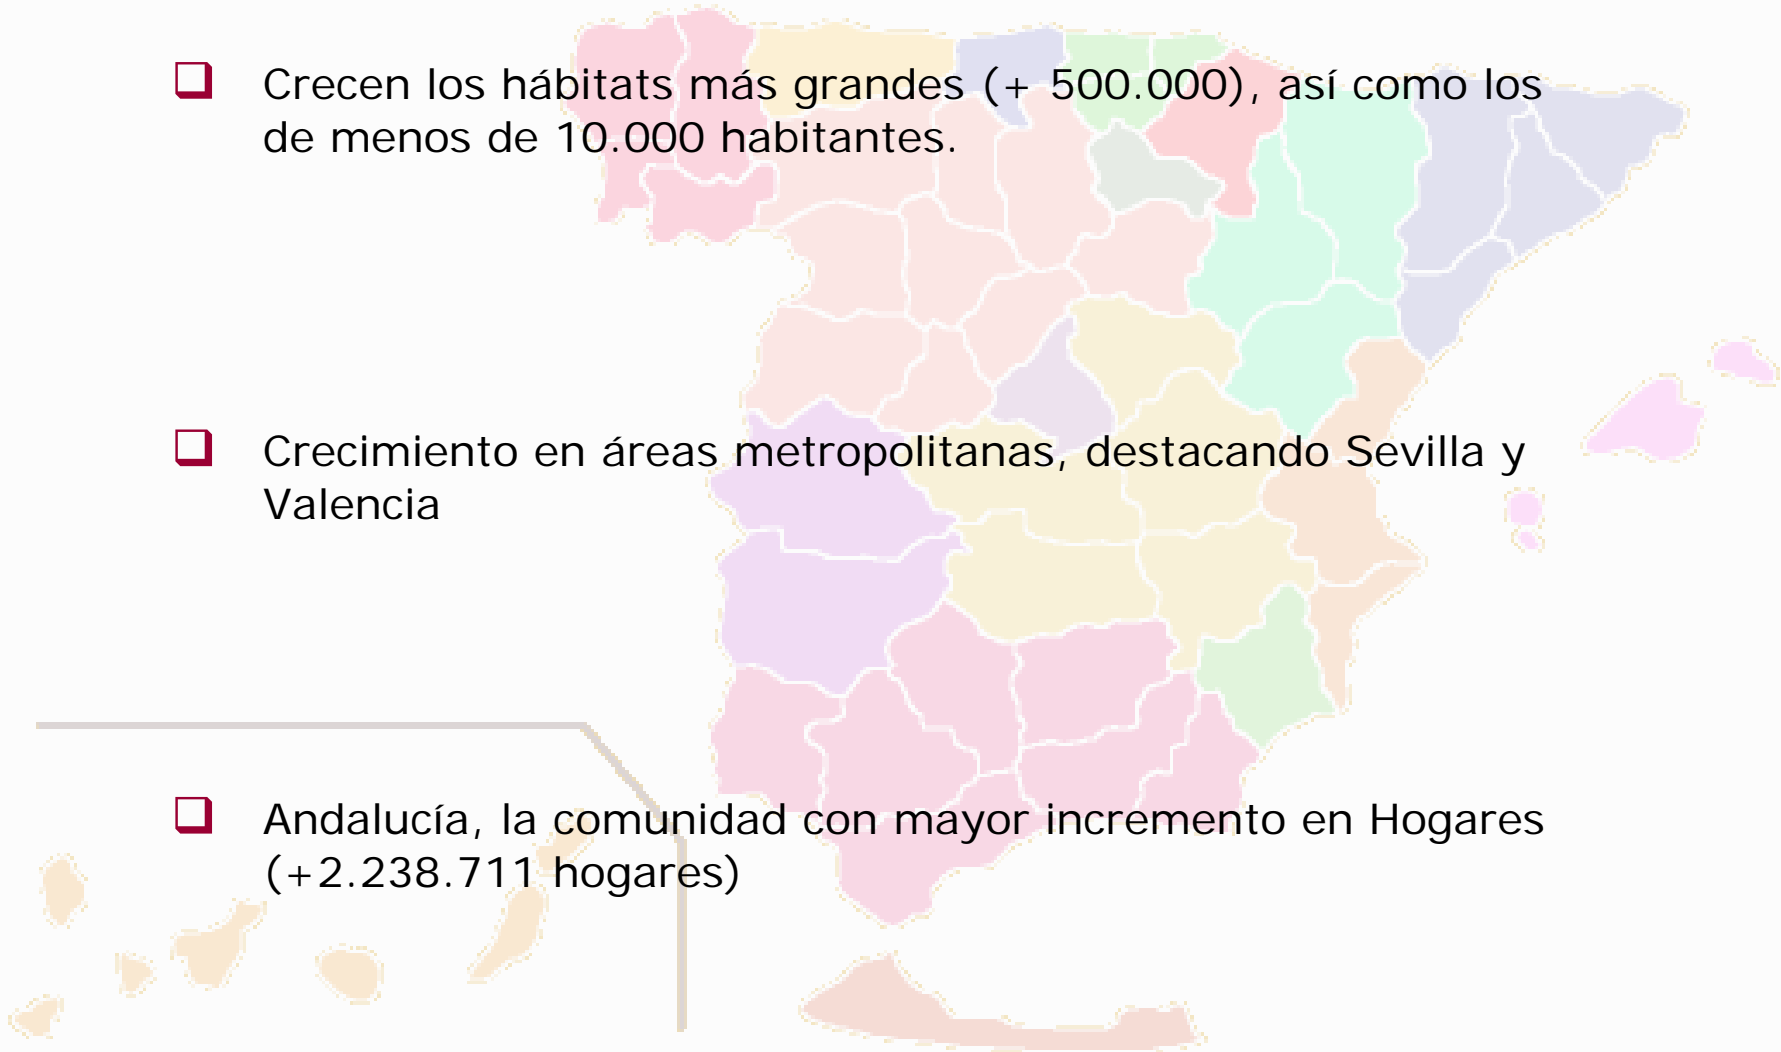 Crecen los hábitats más grandes (+ 500.000), así como los
de menos de 10.000 habitantes.
Crecimiento en áreas metropolitanas, destacando Sevilla y
Valencia
Andalucía, la comunidad con mayor incremento en Hogares
(+2.238.711 hogares)